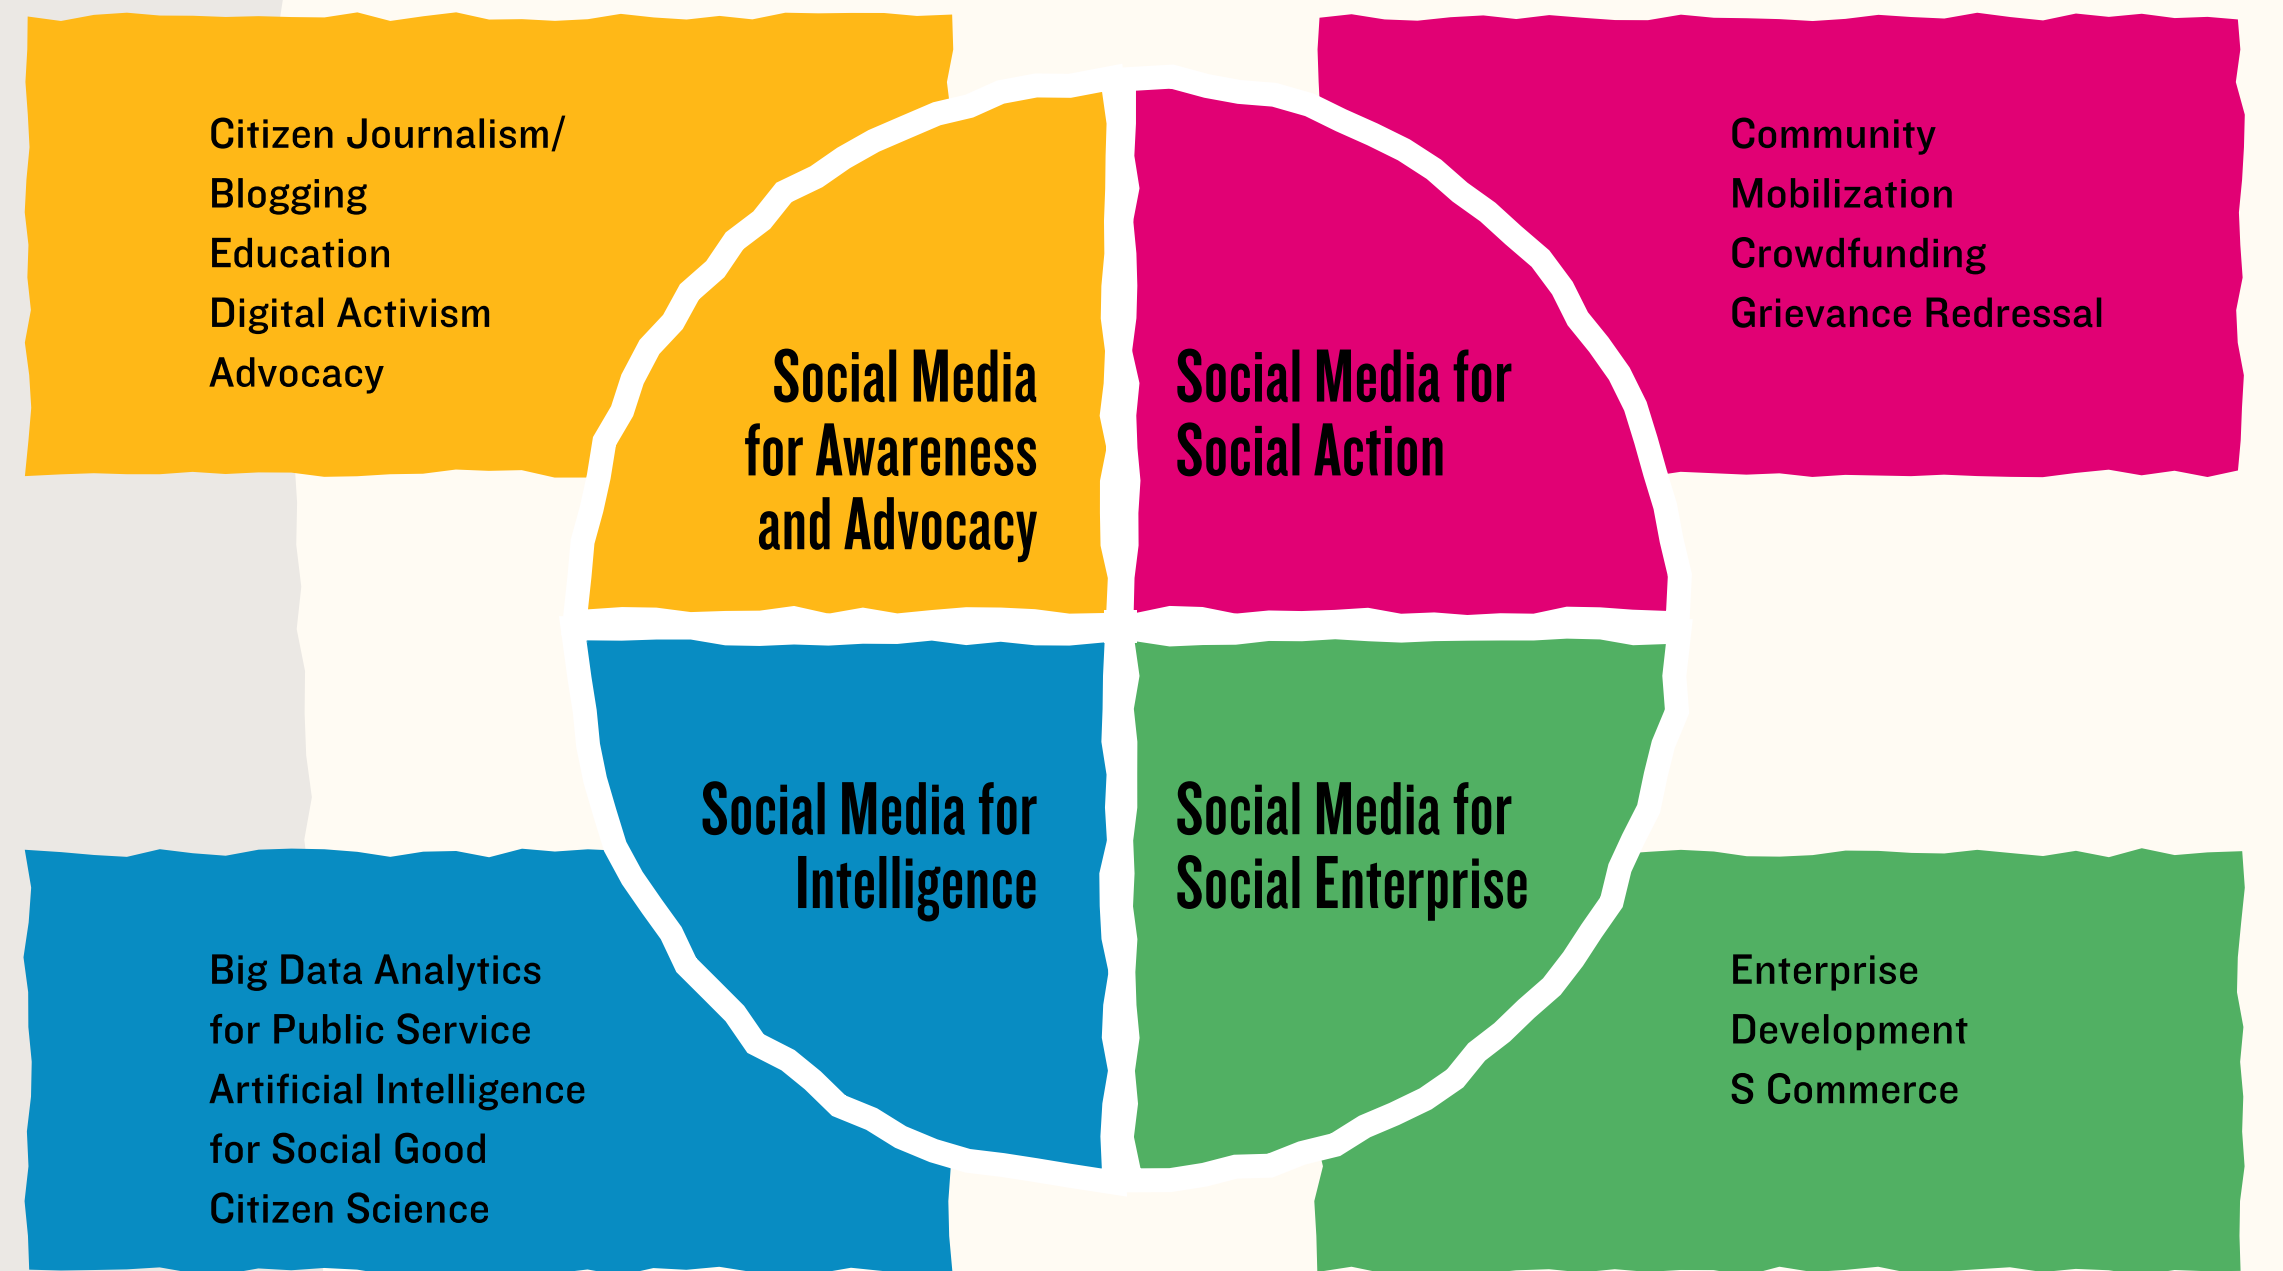 Citizen Journalism/
Blogging
Education
Digital Activism
Advocacy
Social Media
for Awareness
and Advocacy
Community
Mobilization
Crowdfunding
Grievance Redressal
Social Media for
Social Action
Social Media for
Intelligence
Big Data Analytics
for Public Service
Artificial Intelligence
for Social Good
Citizen Science
Social Media for
Social Enterprise
Enterprise
Development
S Commerce